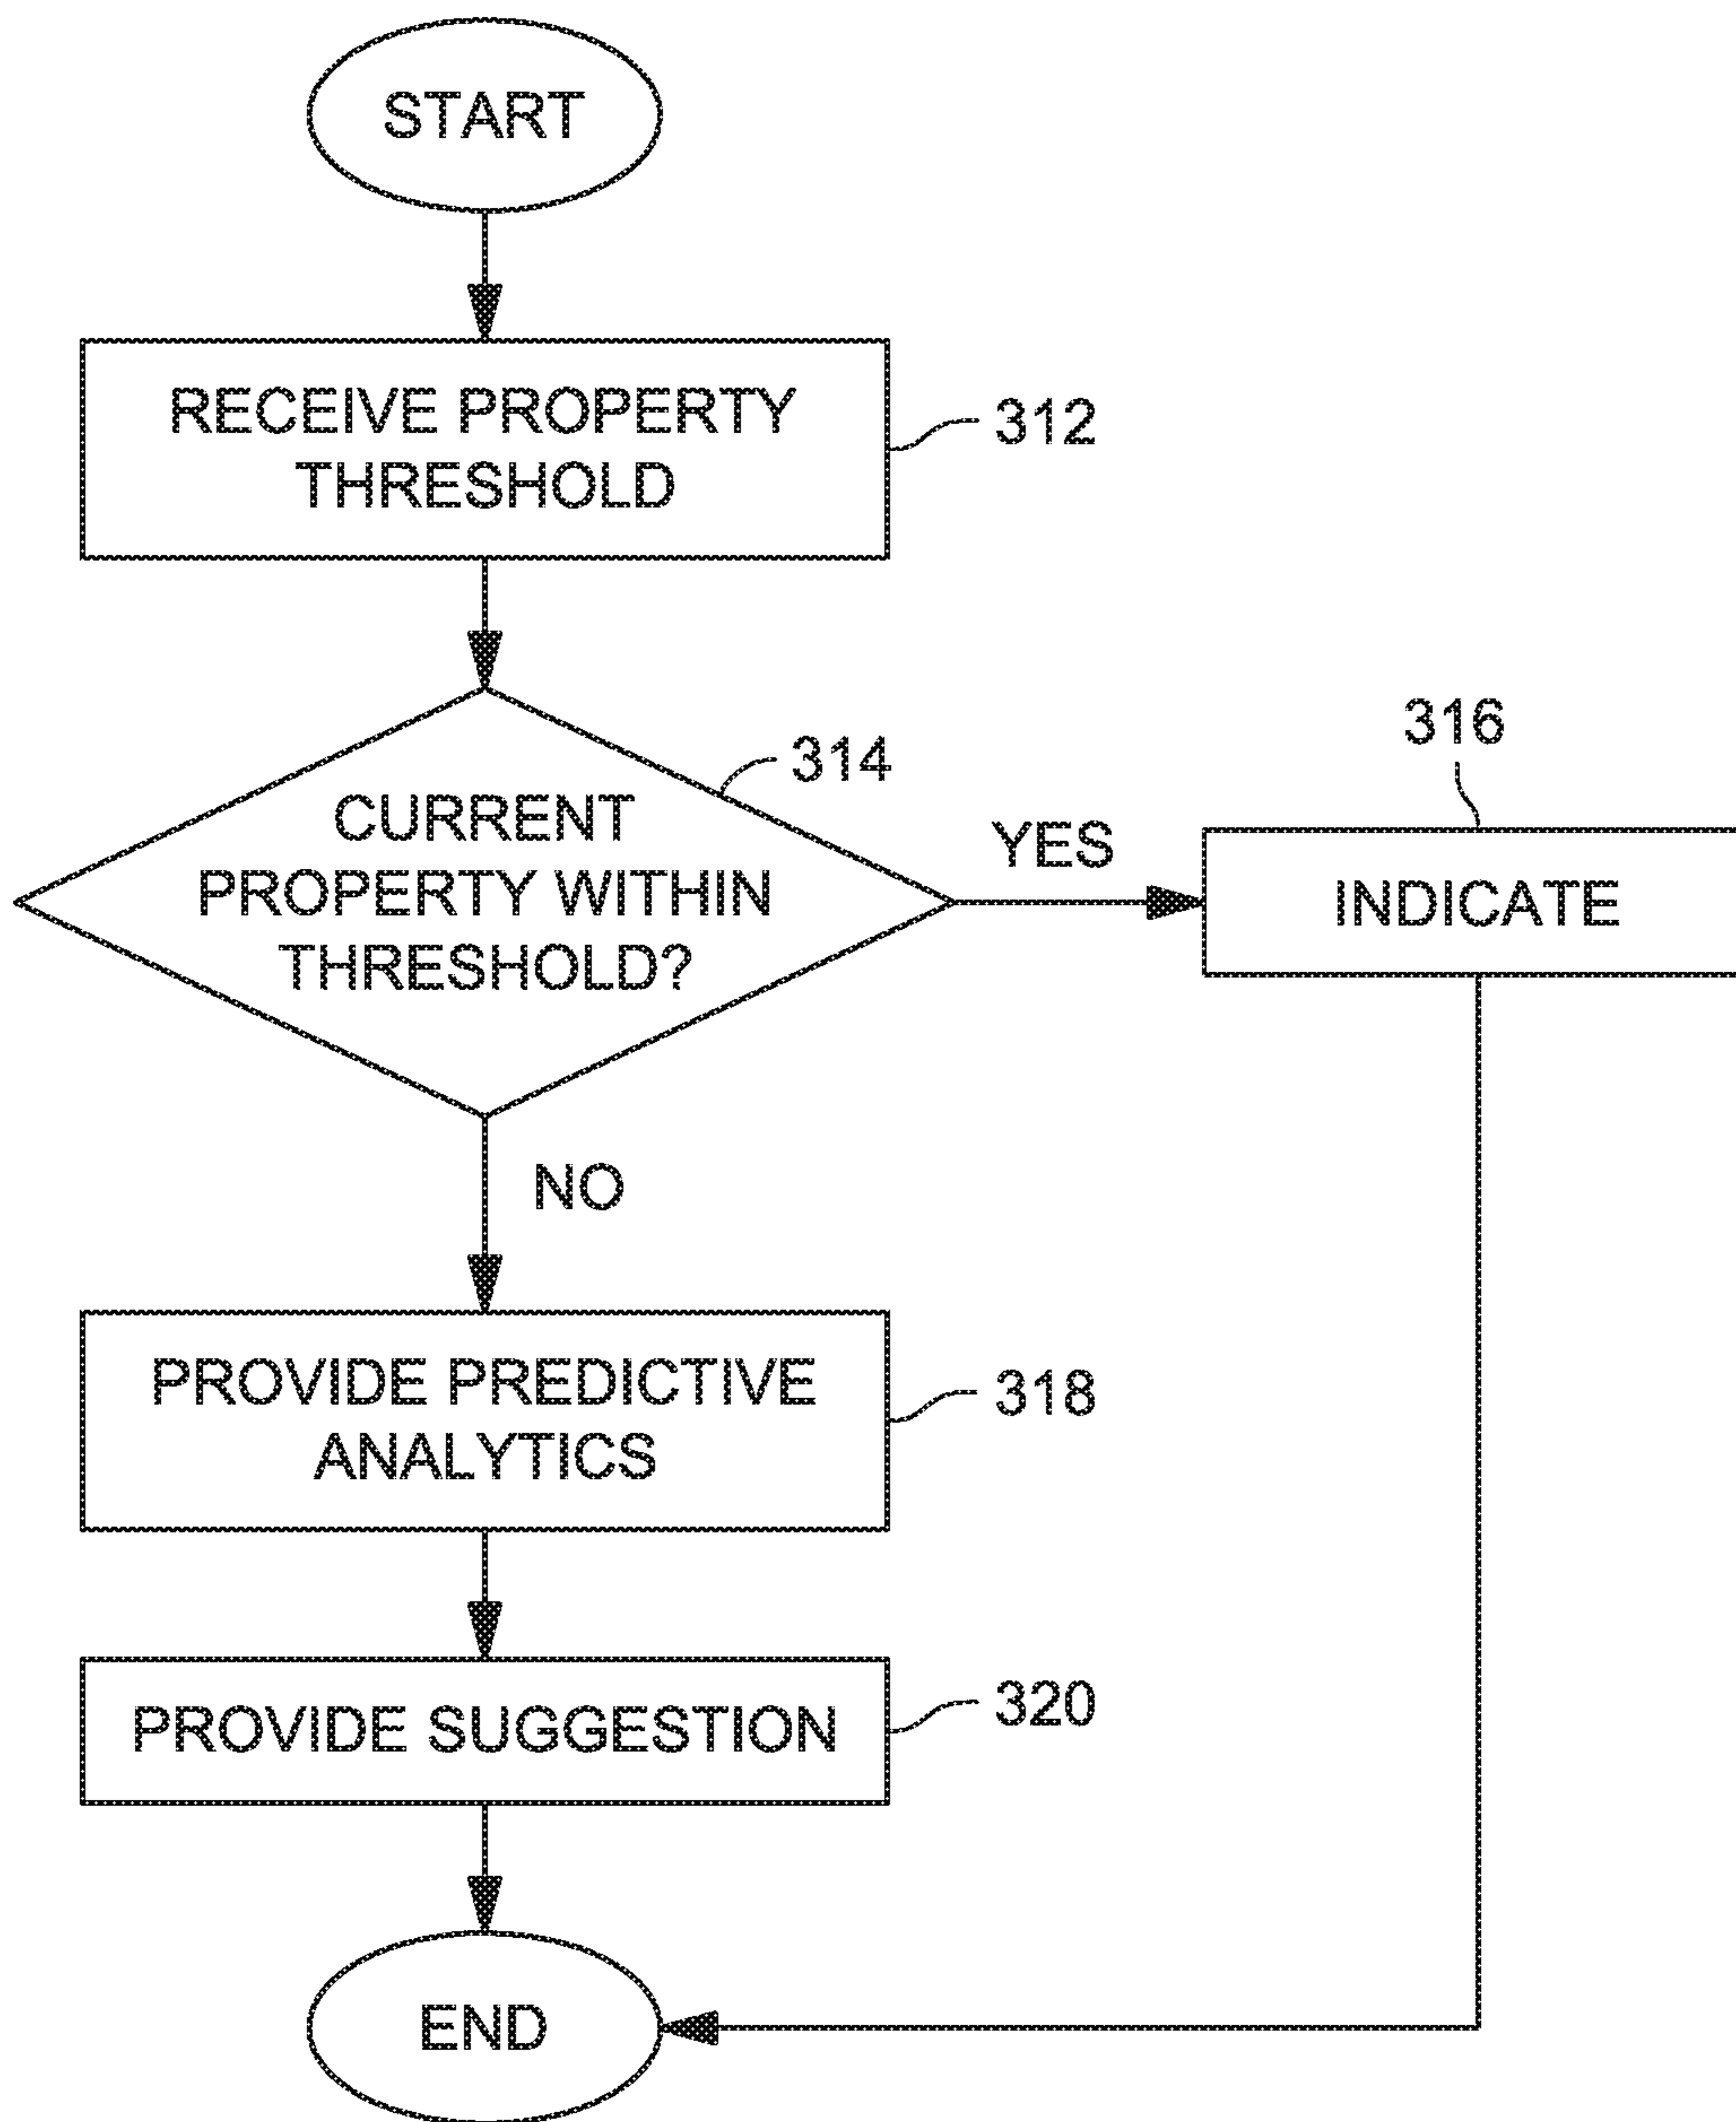 START
RECEIVE PROPERTY
THRESHOLD
312
314
CURRENT
PROPERTY WITHIN
THRESHOLD?
YES
316
INDICATE
NO
PROVIDE PREDICTIVE
ANALYTICS
318
PROVIDE SUGGESTION
320
END